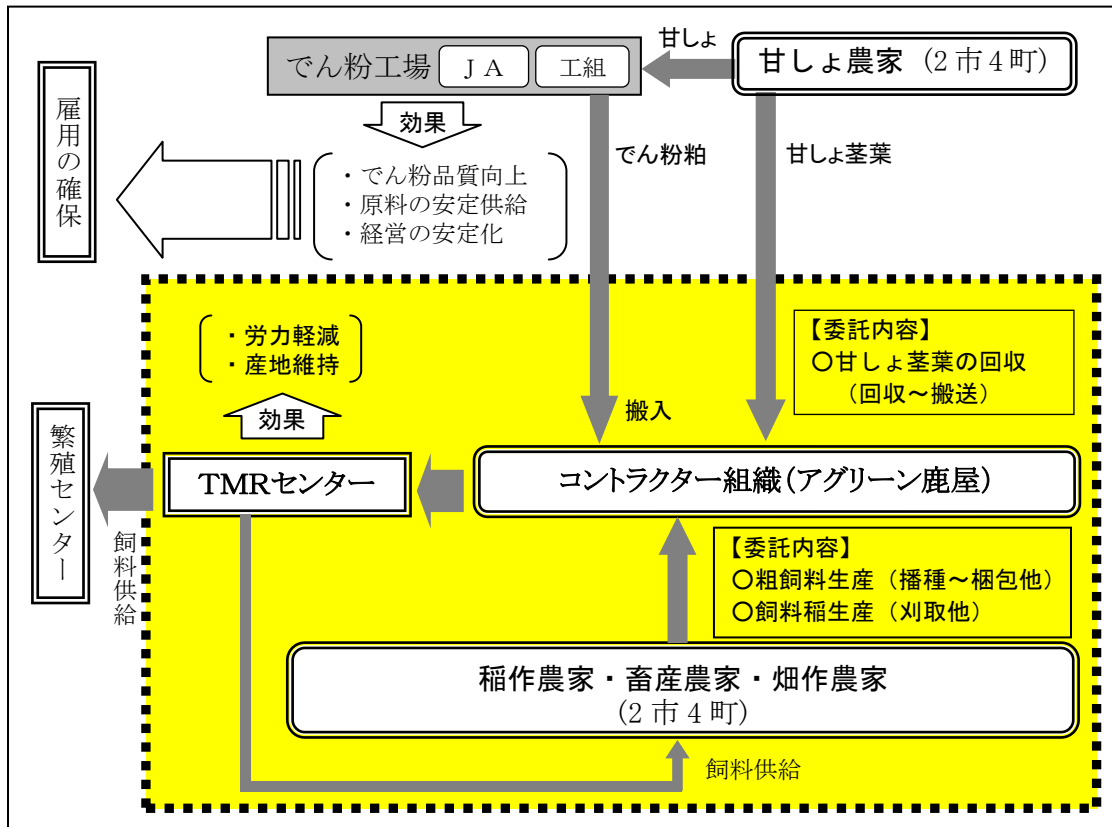 でん粉工場 ＪＡ 工組
甘しょ
甘しょ農家（2市4町）
雇用の確保
効果
・でん粉品質向上
・原料の安定供給
・経営の安定化
でん粉粕
甘しょ茎葉
・労力軽減
・産地維持
効果
【委託内容】
〇甘しょ茎葉の回収
（回収～搬送）
搬入
繁殖センター
TMRセンター
コントラクター組織（アグリーン鹿屋）
飼料供給
【委託内容】
〇粗飼料生産（播種～梱包他）
〇飼料稲生産（刈取他）
稲作農家・畜産農家・畑作農家
（2市4町）
飼料供給